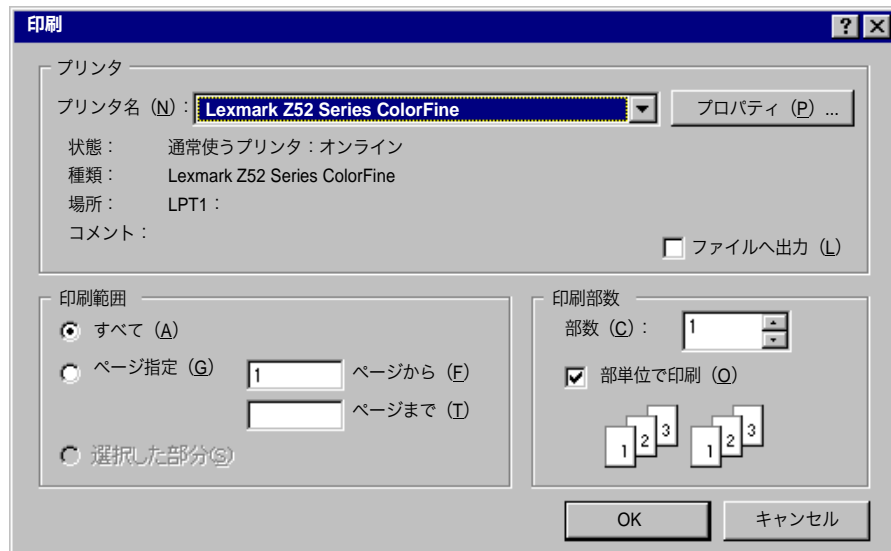 印刷
プリンタ
プリンタ名（N）：Lexmark Z52 Series ColorFine プロパティ（P）...
状態： 通常使うプリンタ：オンライン
種類： Lexmark Z52 Series ColorFine
場所： LPT1：
コメント：
ファイルへ出力（L）
印刷範囲
すべて（A）
ページ指定（G） 1 ページから（F）
ページまで（T）
選択した部分(S)
印刷部数
部数（C）： 1
部単位で印刷（O）
1 2 3 1 2 3
OK キャンセル